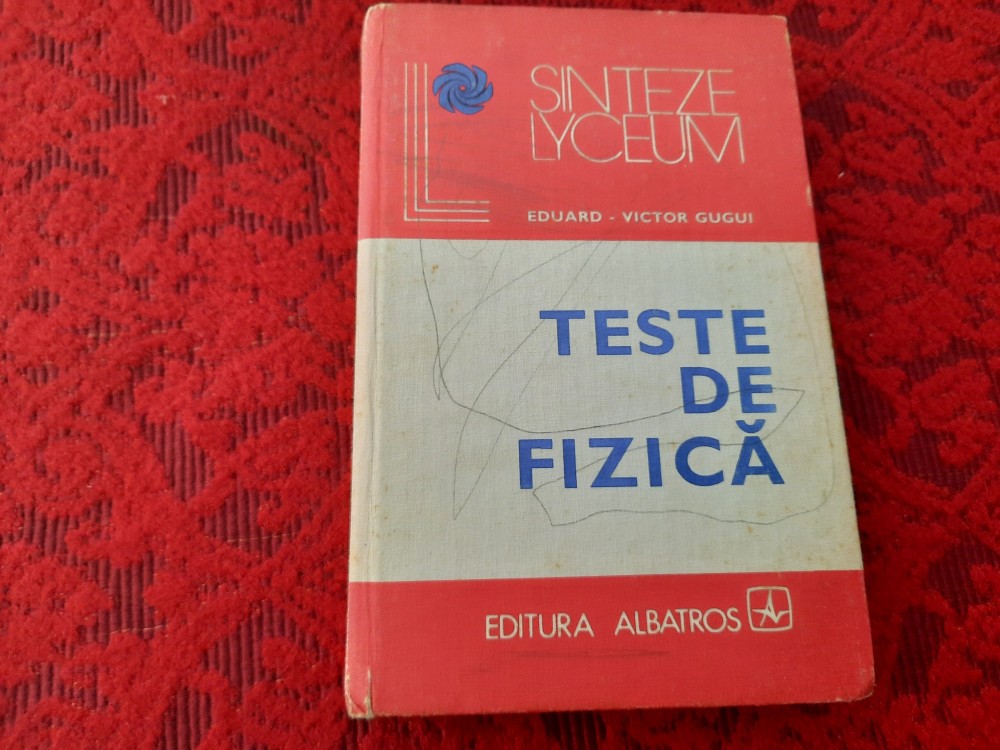 SINTEZE
LYCEUM
EDUARD - VICTOR GUGUI
TESTE
DE
FIZICĂ
EDITURA ALBATROS